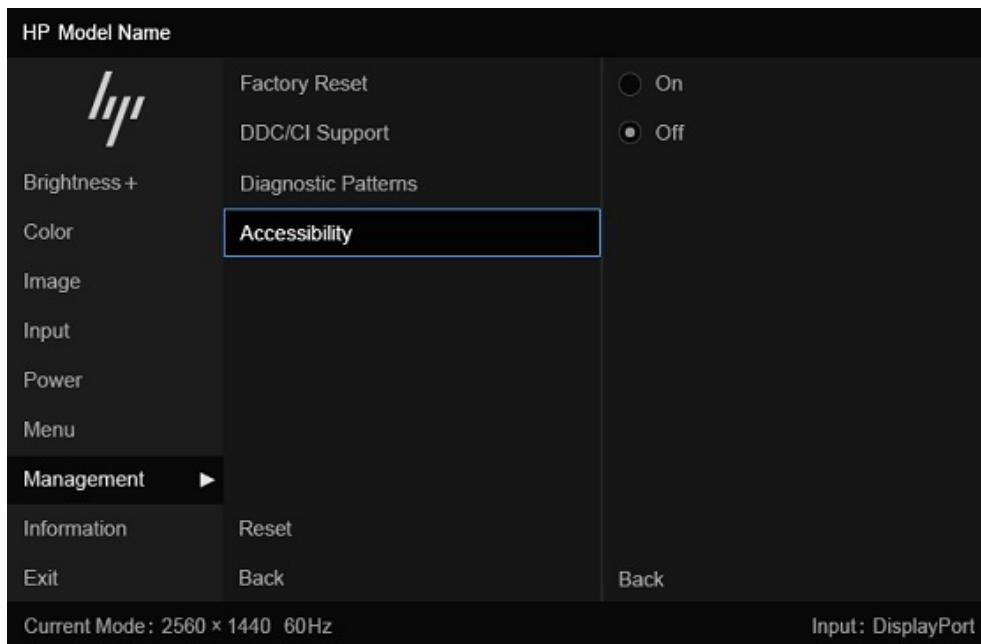 HP Model Name
hp
Brightness+
Color
Image
Input
Power
Menu
Management
Information
Exit
Factory Reset
DDC/CI Support
Diagnostic Patterns
Accessibility
Reset
Back
On
Off
Back
Current Mode: 2560 × 1440 60Hz
Input: DisplayPort